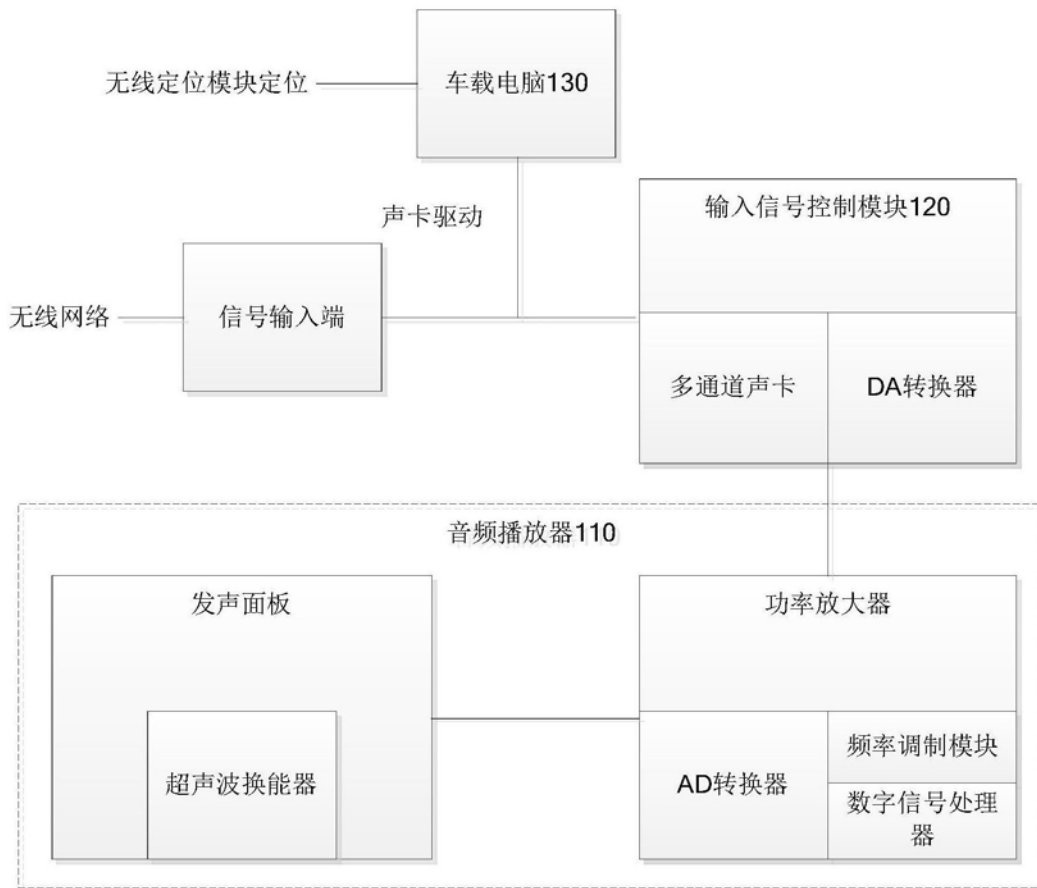 车载电脑130
无线定位模块定位
输入信号控制模块120
声卡驱动
无线网络
信号输入端
多通道声卡
DA转换器
音频播放器110
发声面板
功率放大器
超声波换能器
AD转换器
频率调制模块
数字信号处理
器